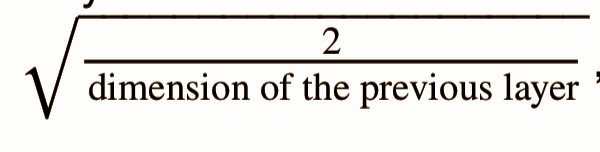 2
dimension of the previous layer ,